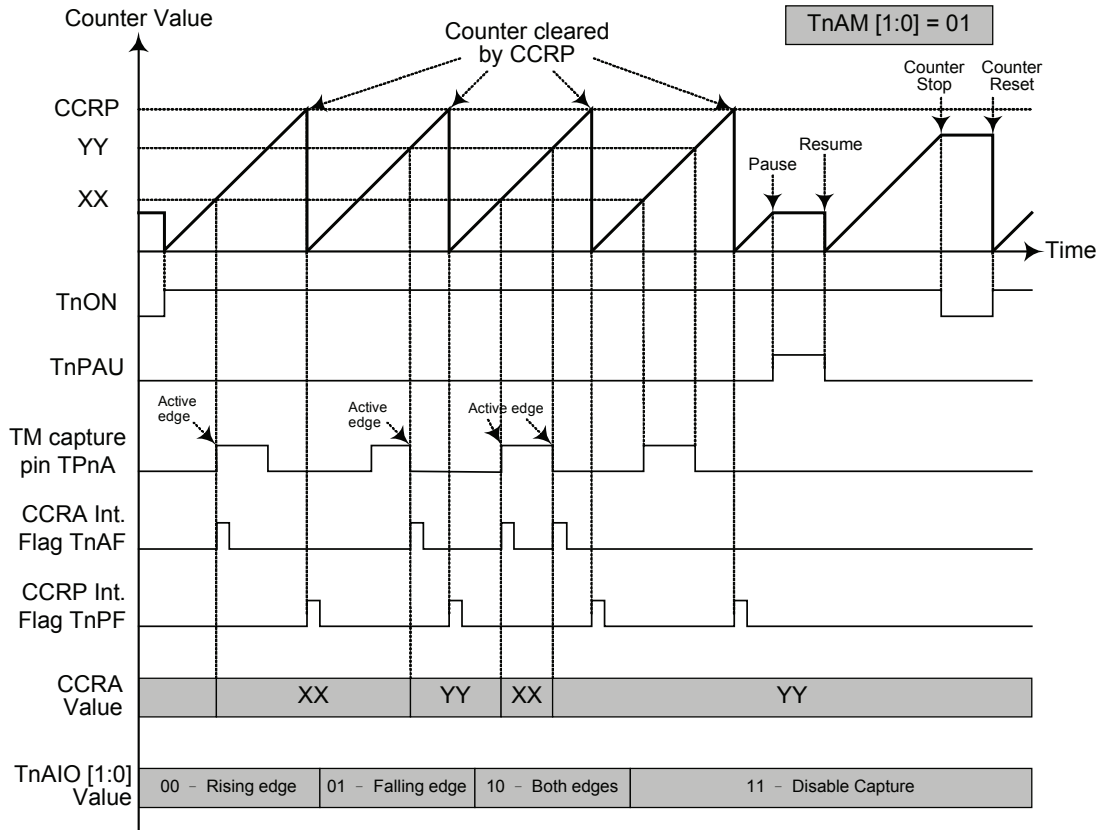 Counter Value
TnAM [1:0] = 01
Counter cleared
by CCRP
Counter
Stop
Counter
Reset
CCRP
YY
XX
Pause
Resume
Time
TnON
TnPAU
Active
edge
Active
edge
Active edge
TM capture
pin TPnA
CCRA Int.
Flag TnAF
CCRP Int.
Flag TnPF
CCRA
Value
XX
YY
XX
YY
TnAIO [1:0]
Value
00 - Rising edge
01 - Falling edge
10 - Both edges
11 - Disable Capture